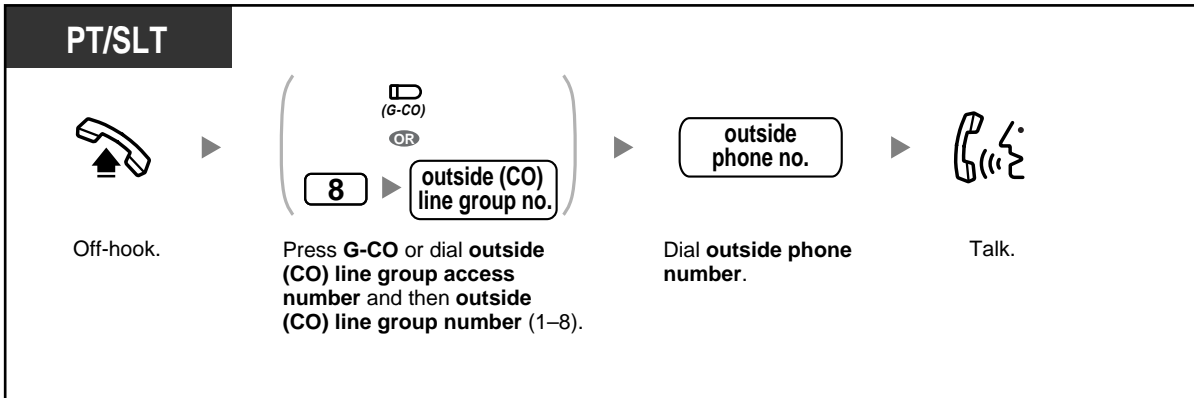 PT/SLT
(G-CO)
OR
8
outside (CO)
line group no.
outside
phone no.
Off-hook.
Press G-CO or dial outside
(CO) line group access
number and then outside
(CO) line group number (1–8).
Dial outside phone
number.
Talk.